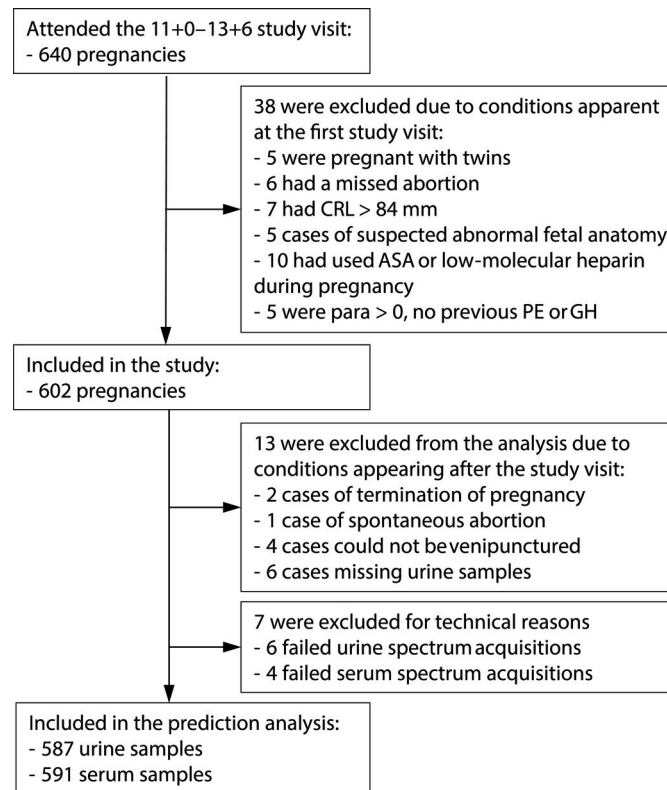 Attended the 11+0–13+6 study visit:
- 640 pregnancies
38 were excluded due to conditions apparent
at the first study visit:
- 5 were pregnant with twins
- 6 had a missed abortion
- 7 had CRL > 84 mm
- 5 cases of suspected abnormal fetal anatomy
- 10 had used ASA or low-molecular heparin
during pregnancy
- 5 were para > 0, no previous PE or GH
Included in the study:
- 602 pregnancies
13 were excluded from the analysis due to
conditions appearing after the study visit:
- 2 cases of termination of pregnancy
- 1 case of spontaneous abortion
- 4 cases could not be venipunctured
- 6 cases missing urine samples
7 were excluded for technical reasons
- 6 failed urine spectrum acquisitions
- 4 failed serum spectrum acquisitions
Included in the prediction analysis:
- 587 urine samples
- 591 serum samples